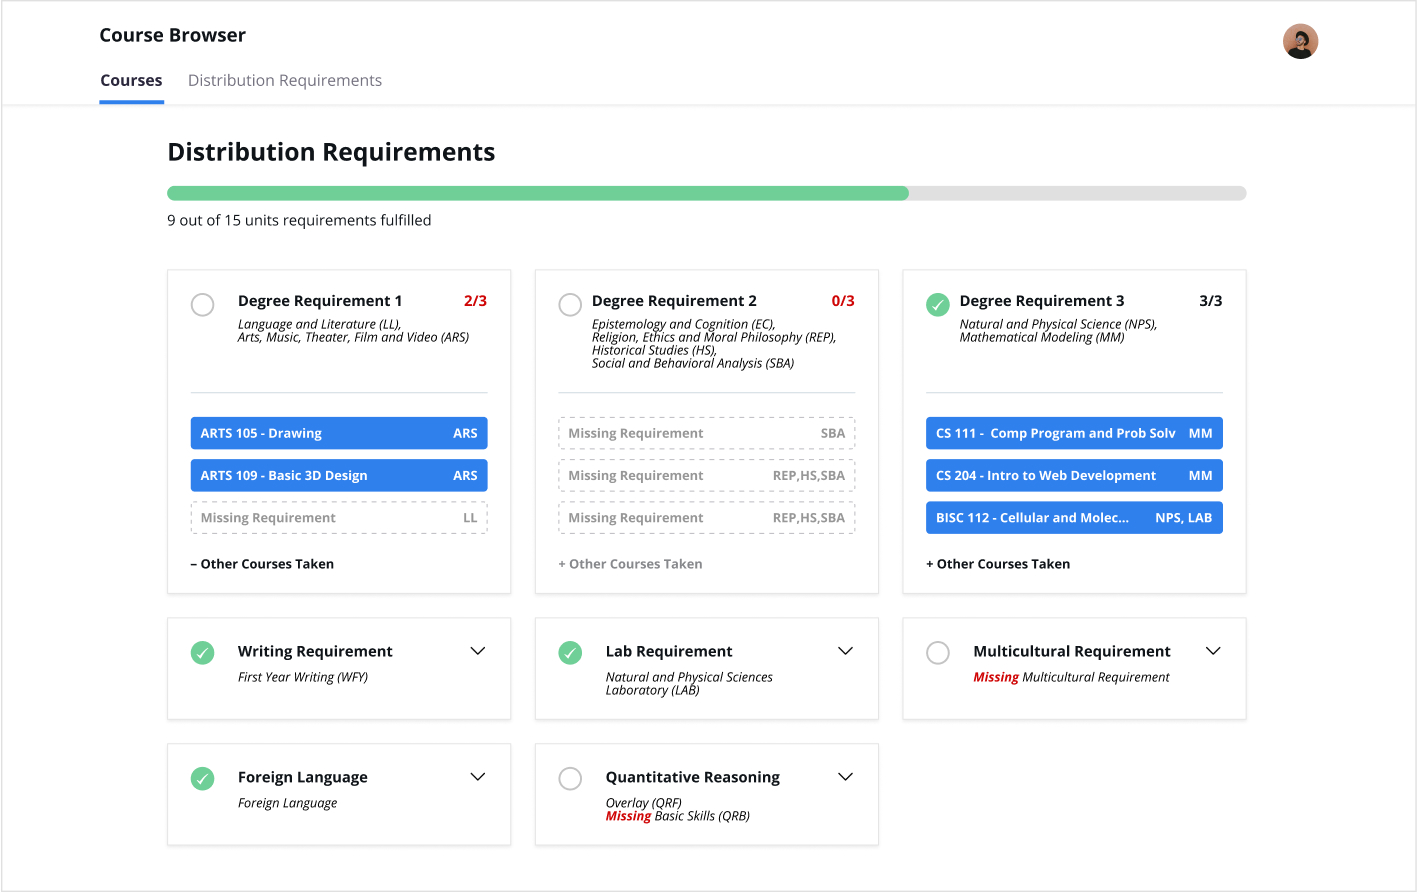 Course Browser
Courses
Distribution Requirements
Distribution Requirements
9 out of 15 units requirements fulfilled
Degree Requirement 1 2/3
Language and Literature (LL),
Arts, Music, Theater, Film and Video (ARS)
ARTS 105 - Drawing ARS
ARTS 109 - Basic 3D Design ARS
Missing Requirement LL
– Other Courses Taken
Degree Requirement 2 0/3
Epistemology and Cognition (EC),
Religion, Ethics and Moral Philosophy (REP),
Historical Studies (HS),
Social and Behavioral Analysis (SBA)
Missing Requirement SBA
Missing Requirement REP,HS,SBA
Missing Requirement REP,HS,SBA
+ Other Courses Taken
Degree Requirement 3 3/3
Natural and Physical Science (NPS),
Mathematical Modeling (MM)
CS 111 - Comp Program and Prob Solv MM
CS 204 - Intro to Web Development MM
BISC 112 - Cellular and Molec... NPS, LAB
+ Other Courses Taken
Writing Requirement
First Year Writing (WFY)
Lab Requirement
Natural and Physical Sciences
Laboratory (LAB)
Multicultural Requirement
Missing Multicultural Requirement
Foreign Language
Foreign Language
Quantitative Reasoning
Overlay (QRF)
Missing Basic Skills (QRB)